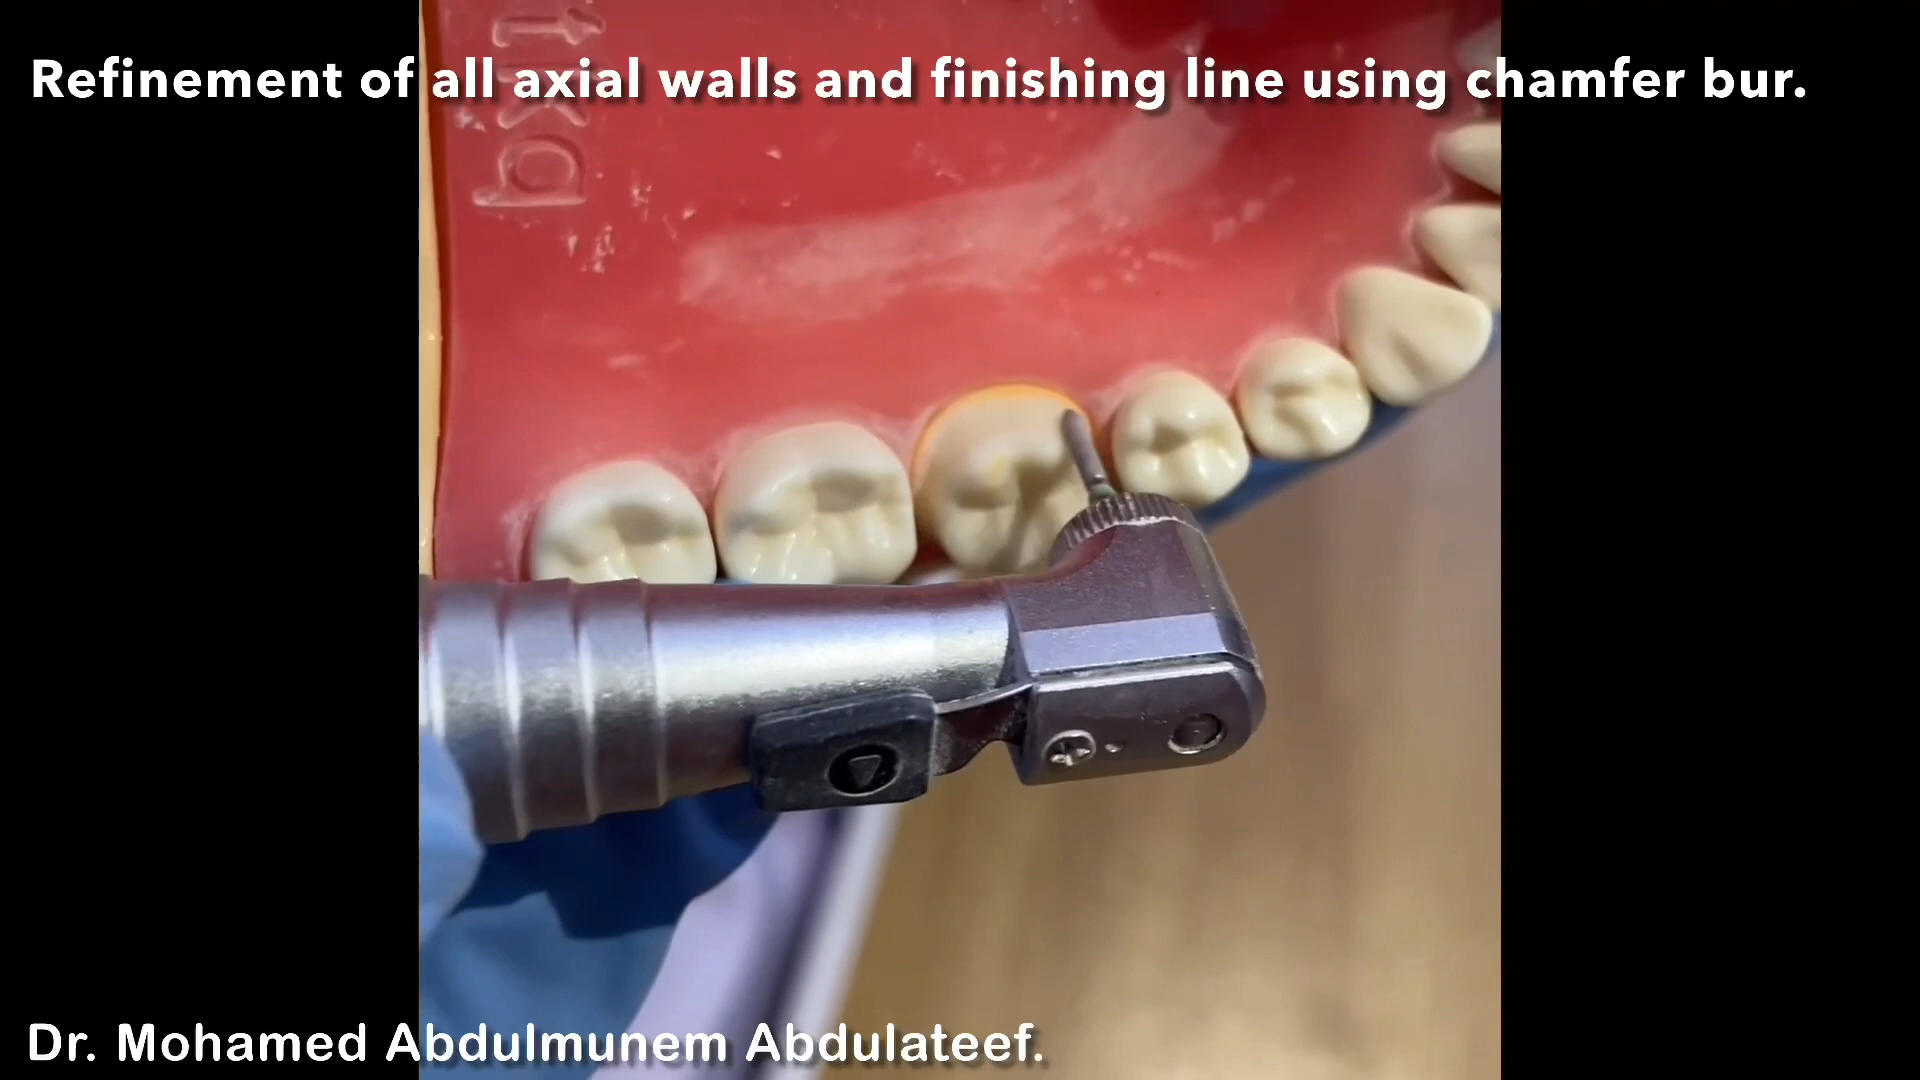 Refinement of all axial walls and finishing line using chamfer bur.
Dr. Mohamed Abdulmunem Abdulateef.